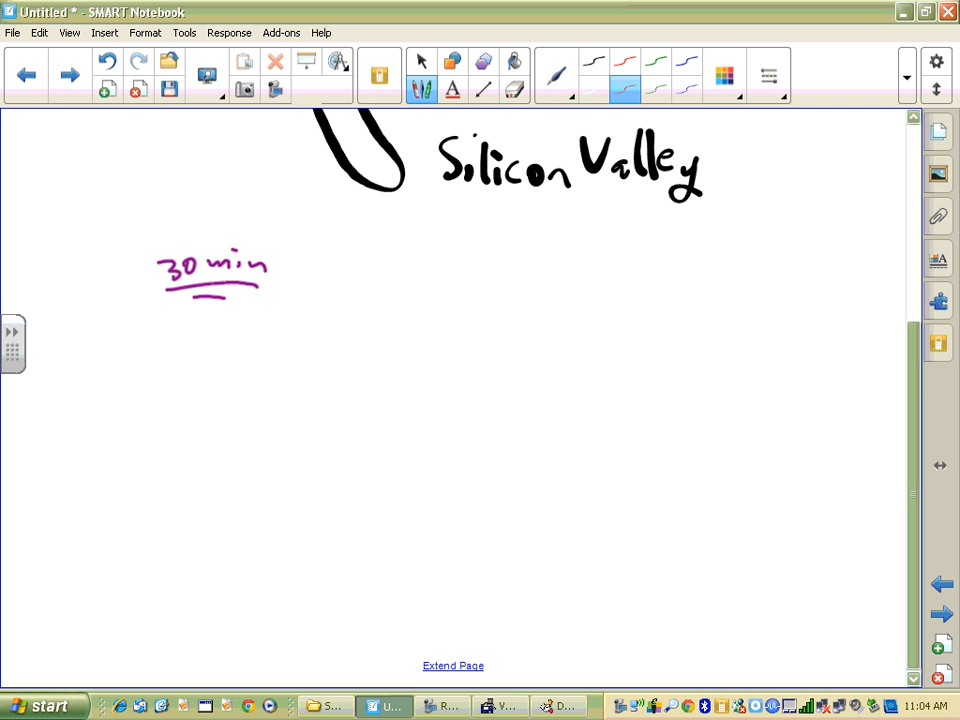 Untitled * - SMART Notebook
File Edit View Insert Format Tools Response Add-ons Help
Silicon Valley
30 min
Extend Page
start S... U... R... Y... D... 11:04 AM